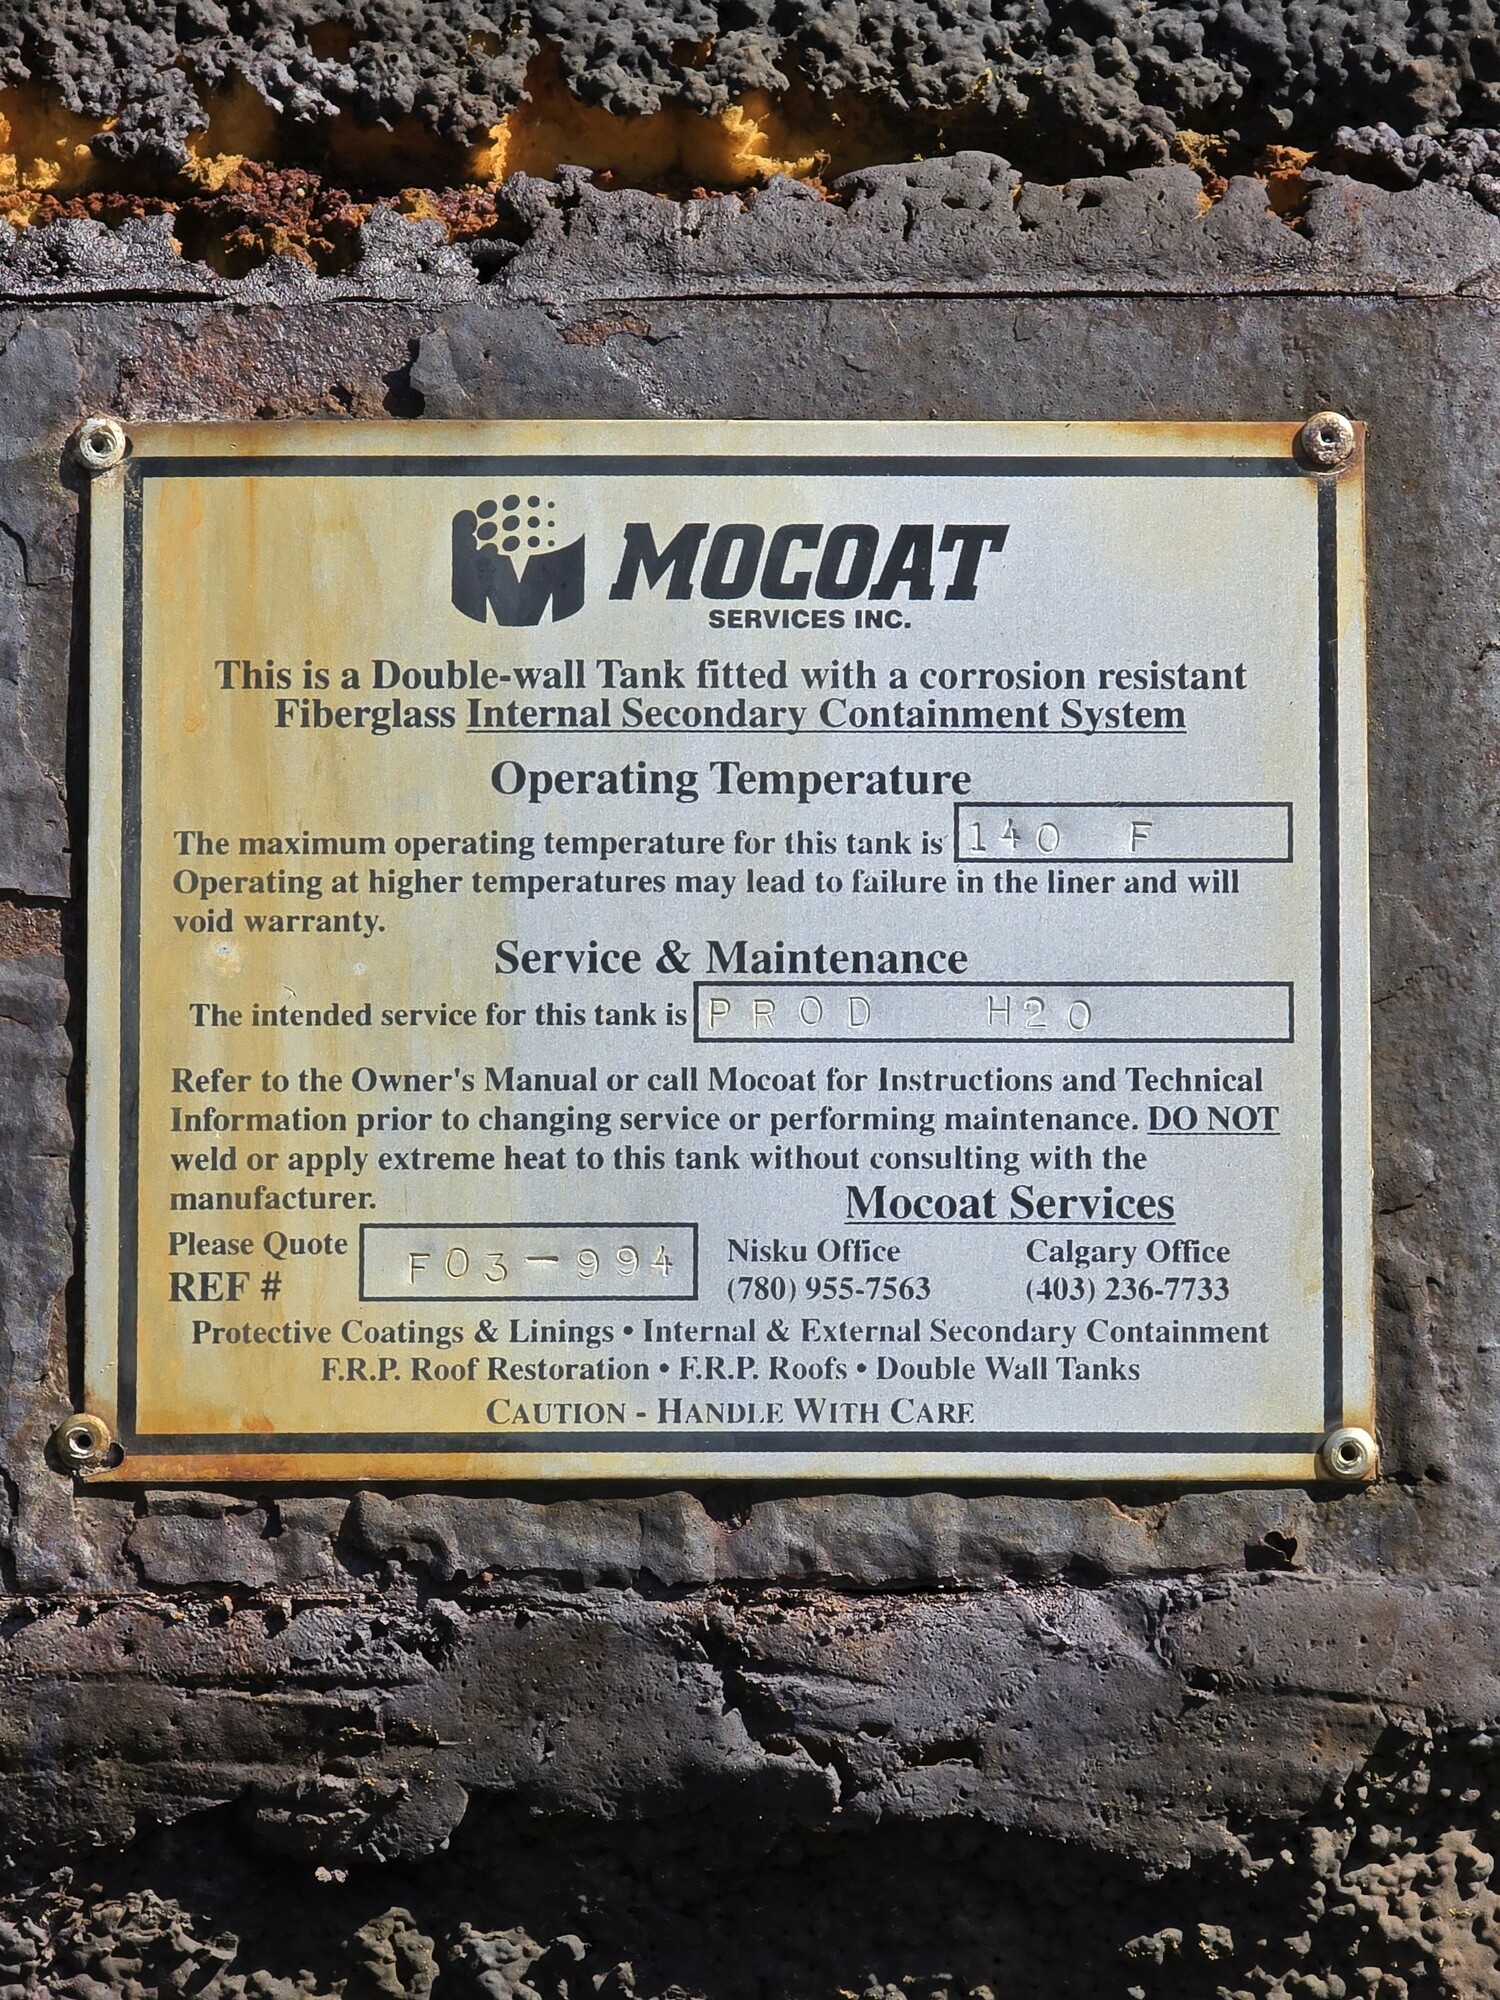 MOCOAT
SERVICES INC.
This is a Double-wall Tank fitted with a corrosion resistant
Fiberglass Internal Secondary Containment System
Operating Temperature
The maximum operating temperature for this tank is 140 F
Operating at higher temperatures may lead to failure in the liner and will
void warranty.
Service & Maintenance
The intended service for this tank is PROD H2O
Refer to the Owner's Manual or call Mocoat for Instructions and Technical
Information prior to changing service or performing maintenance. DO NOT
weld or apply extreme heat to this tank without consulting with the
manufacturer.
Mocoat Services
Please Quote
REF # F03-994
Nisku Office Calgary Office
(780) 955-7563 (403) 236-7733
Protective Coatings & Linings • Internal & External Secondary Containment
F.R.P. Roof Restoration • F.R.P. Roofs • Double Wall Tanks
CAUTION - HANDLE WITH CARE